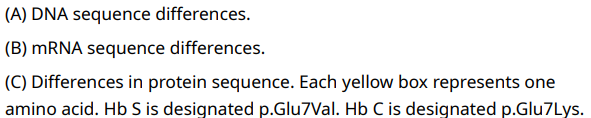 (A) DNA sequence differences.
(B) mRNA sequence differences.
(C) Differences in protein sequence. Each yellow box represents one
amino acid. Hb S is designated p.Glu7Val. Hb C is designated p.Glu7Lys.